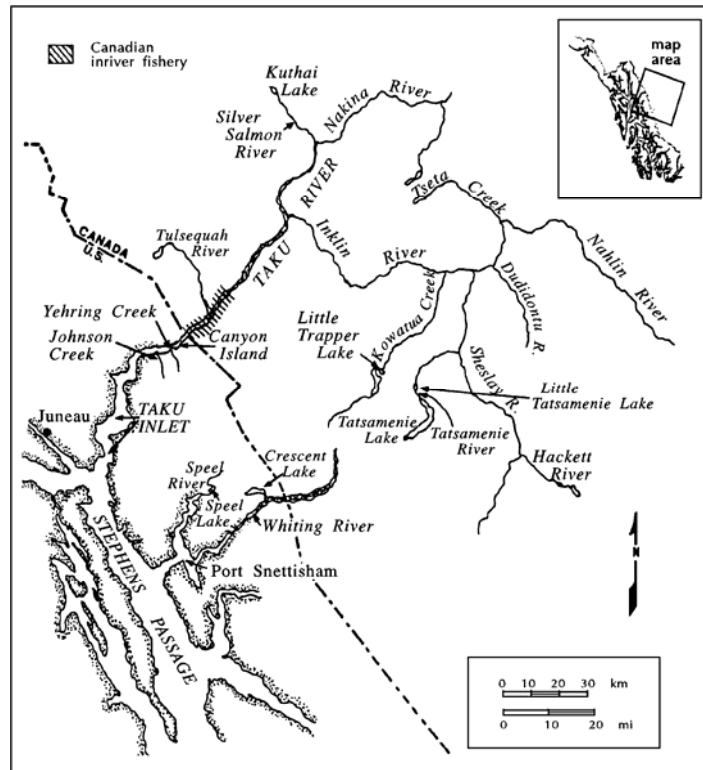 Canadian
inriver fishery
map
area
Kuthai
Lake
Nakina River
Silver
Salmon
River
TAKU RIVER
Tseta Creek
CANADA
U.S.
Tulsequah
River
Inklin River
Nahlin River
Dudidontu R.
Yehring Creek
Johnson
Creek
Canyon
Island
Little
Trapper
Lake
Kowatua Creek
Sheslay R.
Little
Tatsamenie Lake
Juneau
TAKU
INLET
Tatsamenie
Lake
Tatsamenie
River
Hackett
River
Crescent
Lake
Speel
River
Speel
Lake
Whiting River
Port Snettisham
STEPHENS PASSAGE
N
0 10 20 30 km
0 10 20
mi